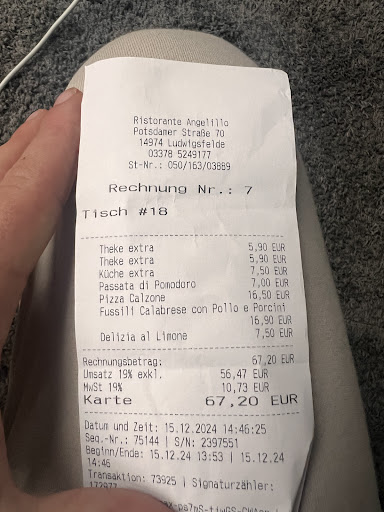 Ristorante Angelillo
Potsdamer Straße 70
14974 Ludwigsfelde
03378 5249177
St-Nr.: 050/163/03889
Rechnung Nr.: 7
Tisch #18
Theke extra 5,90 EUR
Theke extra 5,90 EUR
Küche extra 7,50 EUR
Passata di Pomodoro 7,00 EUR
Pizza Calzone 16,50 EUR
Fussili Calabrese con Pollo e Porcini
16,90 EUR
Delizia al Limone 7,50 EUR
Rechnungsbetrag: 67,20 EUR
Umsatz 19% exkl. 56,47 EUR
MwSt 19% 10,73 EUR
Karte 67,20 EUR
Datum und Zeit: 15.12.2024 14:46:25
Seq.-Nr.: 75144 | S/N: 2397551
Beginn/Ende: 15.12.24 13:53 | 15.12.24
14:46
Transaktion: 73925 | Signaturzähler: